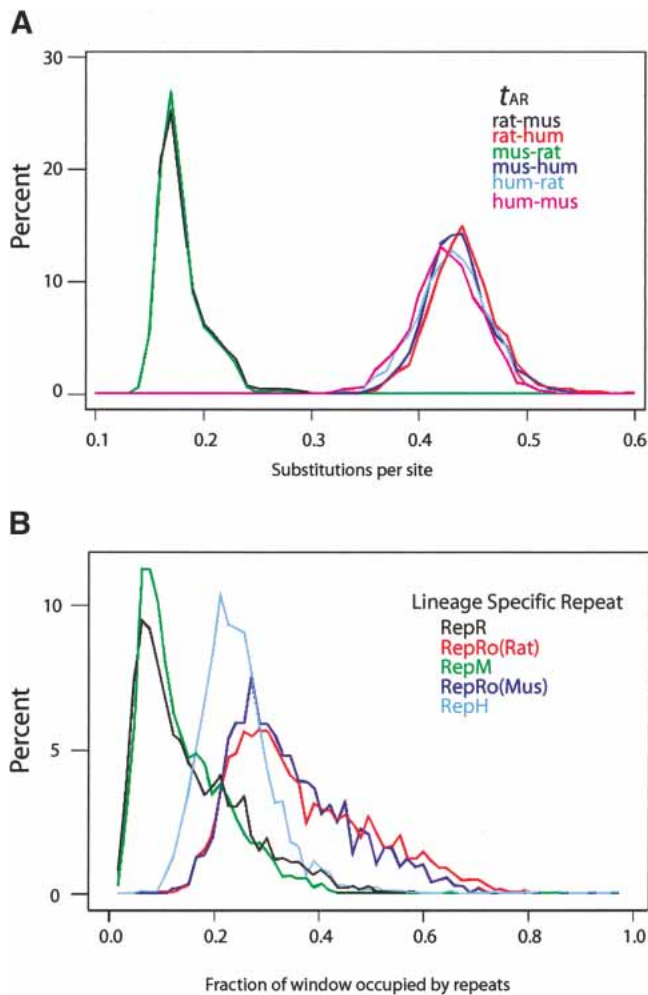 A
30
20
10
0
Percent
tAR
rat-mus
rat-hum
mus-rat
mus-hum
hum-rat
hum-mus
0.1 0.2 0.3 0.4 0.5 0.6
Substitutions per site
B
10
5
0
Percent
Lineage Specific Repeat
RepR
RepRo(Rat)
RepM
RepRo(Mus)
RepH
0.0 0.2 0.4 0.6 0.8 1.0
Fraction of window occupied by repeats